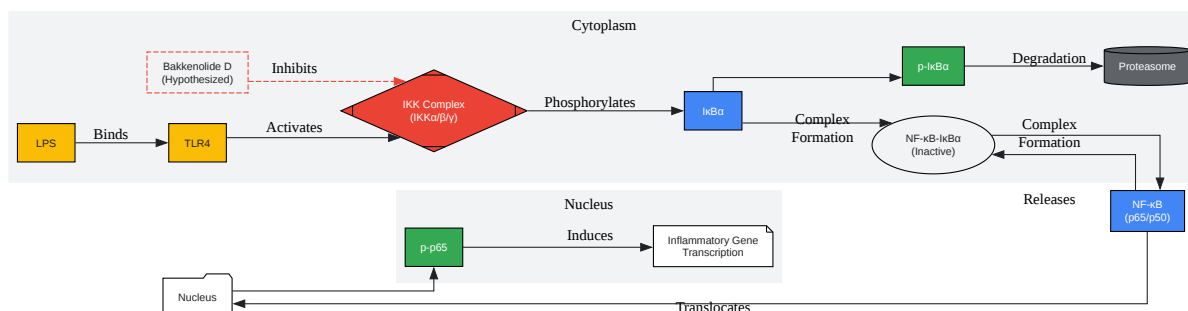 Cytoplasm
Bakkenolide D
(Hypothesized)
Inhibits
LPS
Binds
TLR4
Activates
IKK Complex
(IKKα/β/γ)
Phosphorylates
IκBα
p-IκBα
Degradation
Proteasome
Complex
Formation
NF-κB-IκBα
(Inactive)
Complex
Formation
Releases
NF-κB
(p65/p50)
Nucleus
p-p65
Induces
Inflammatory Gene
Transcription
Nucleus
Translocates